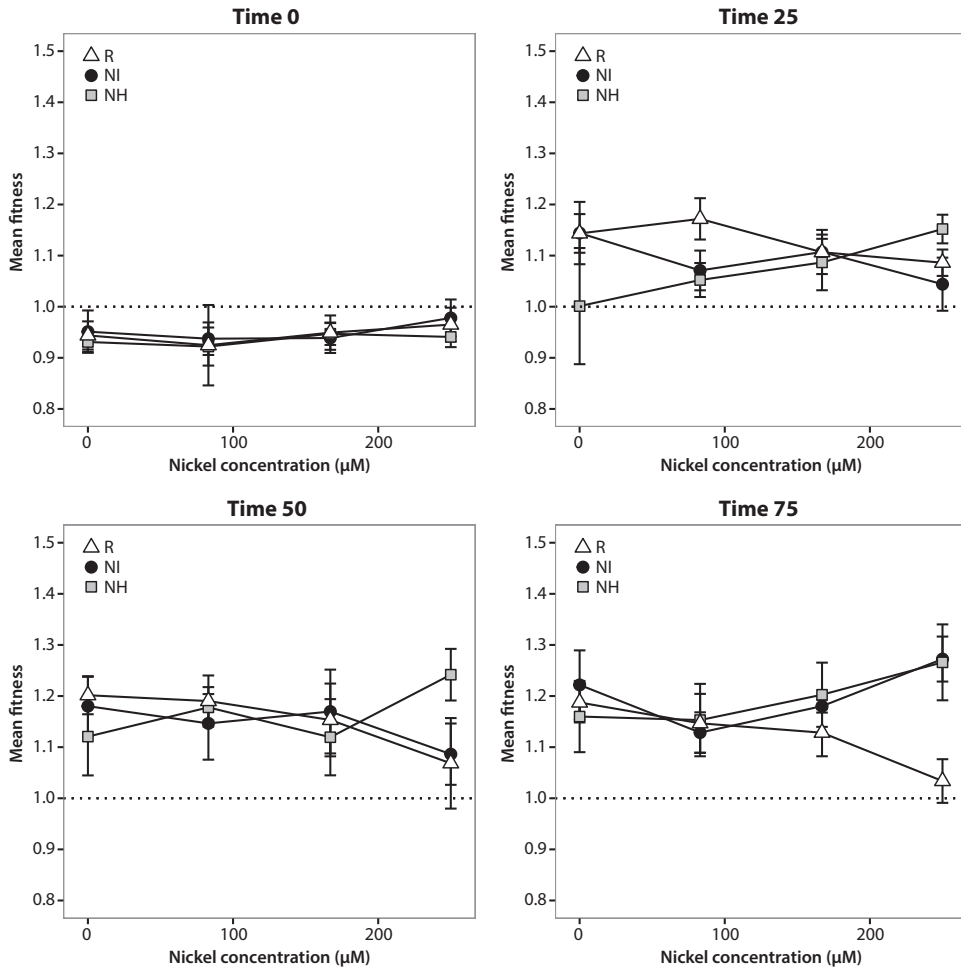 Time 0
1.5
1.4
1.3
1.2
1.1
1.0
0.9
0.8
Mean fitness
R
NI
NH
0 100 200
Nickel concentration (µM)
Time 25
1.5
1.4
1.3
1.2
1.1
1.0
0.9
0.8
Mean fitness
R
NI
NH
0 100 200
Nickel concentration (µM)
Time 50
1.5
1.4
1.3
1.2
1.1
1.0
0.9
0.8
Mean fitness
R
NI
NH
0 100 200
Nickel concentration (µM)
Time 75
1.5
1.4
1.3
1.2
1.1
1.0
0.9
0.8
Mean fitness
R
NI
NH
0 100 200
Nickel concentration (µM)